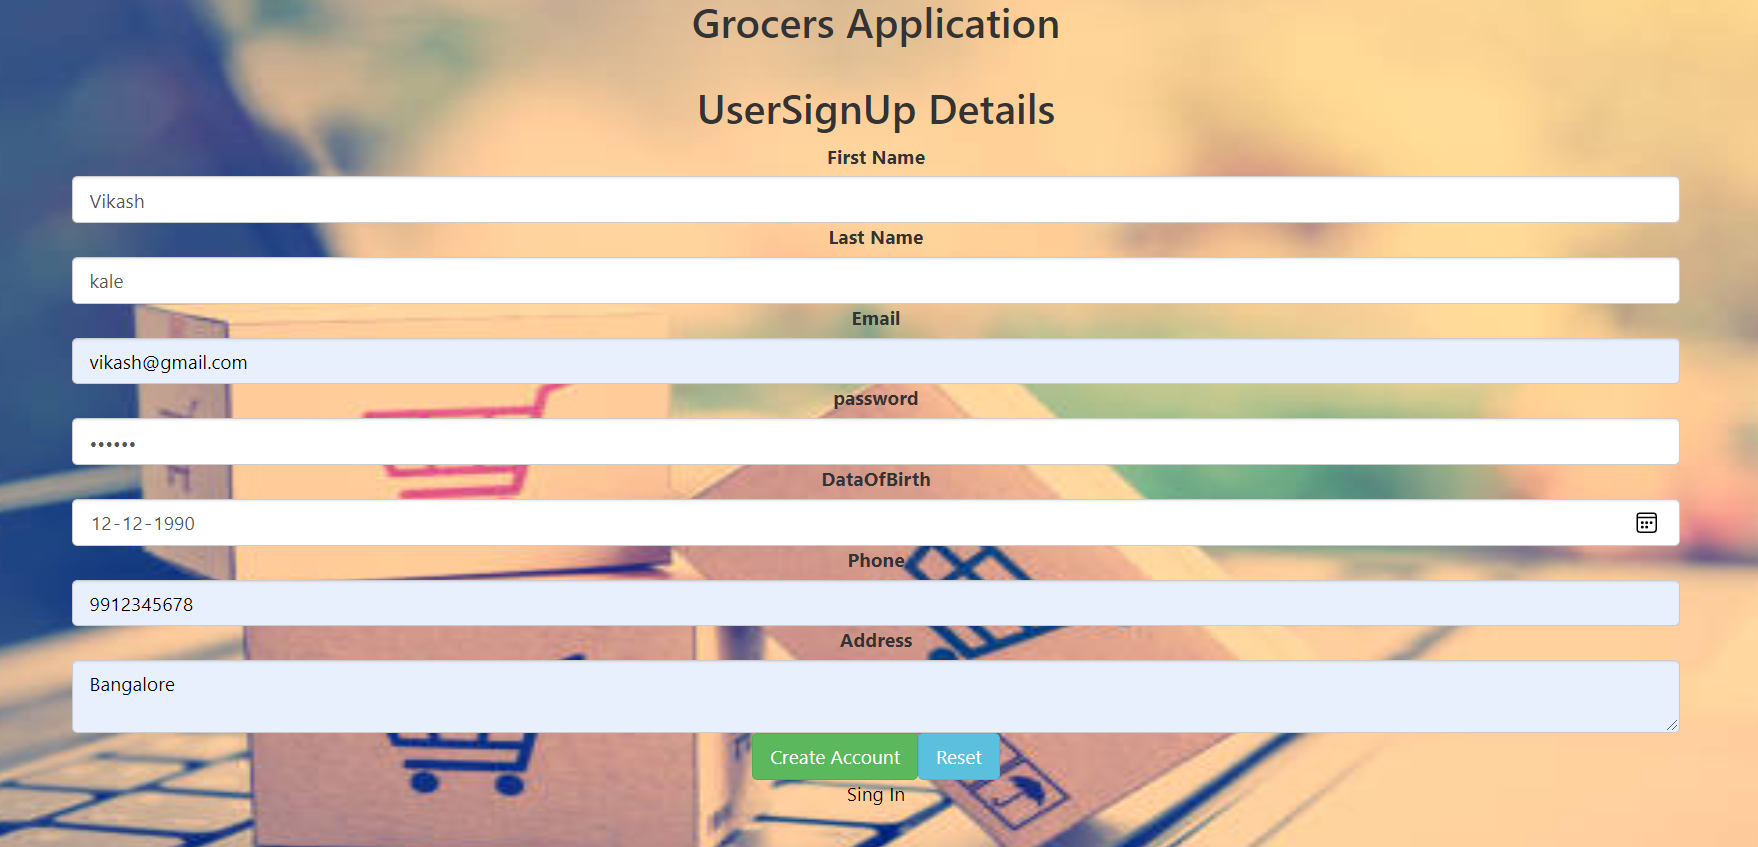 Grocers Application
UserSignUp Details
First Name
Vikash
Last Name
kale
Email
vikash@gmail.com
password
••••••
DataOfBirth
12-12-1990
Phone
9912345678
Address
Bangalore
Create Account Reset
Sing In